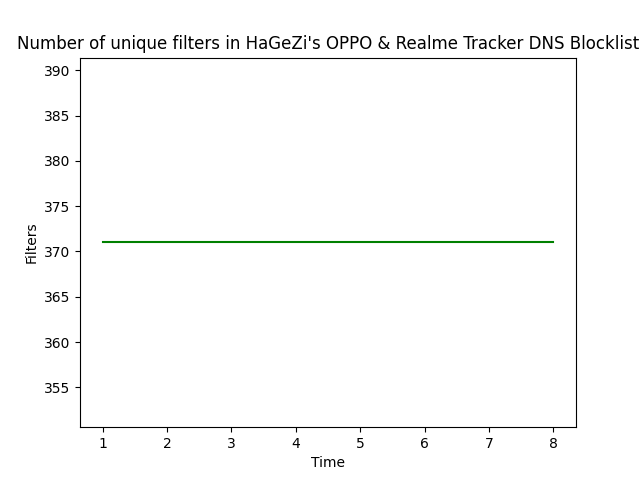 Number of unique filters in HaGeZi's OPPO & Realme Tracker DNS Blocklist
390
385
380
375
370
365
360
355
Filters
1 2 3 4 5 6 7 8
Time